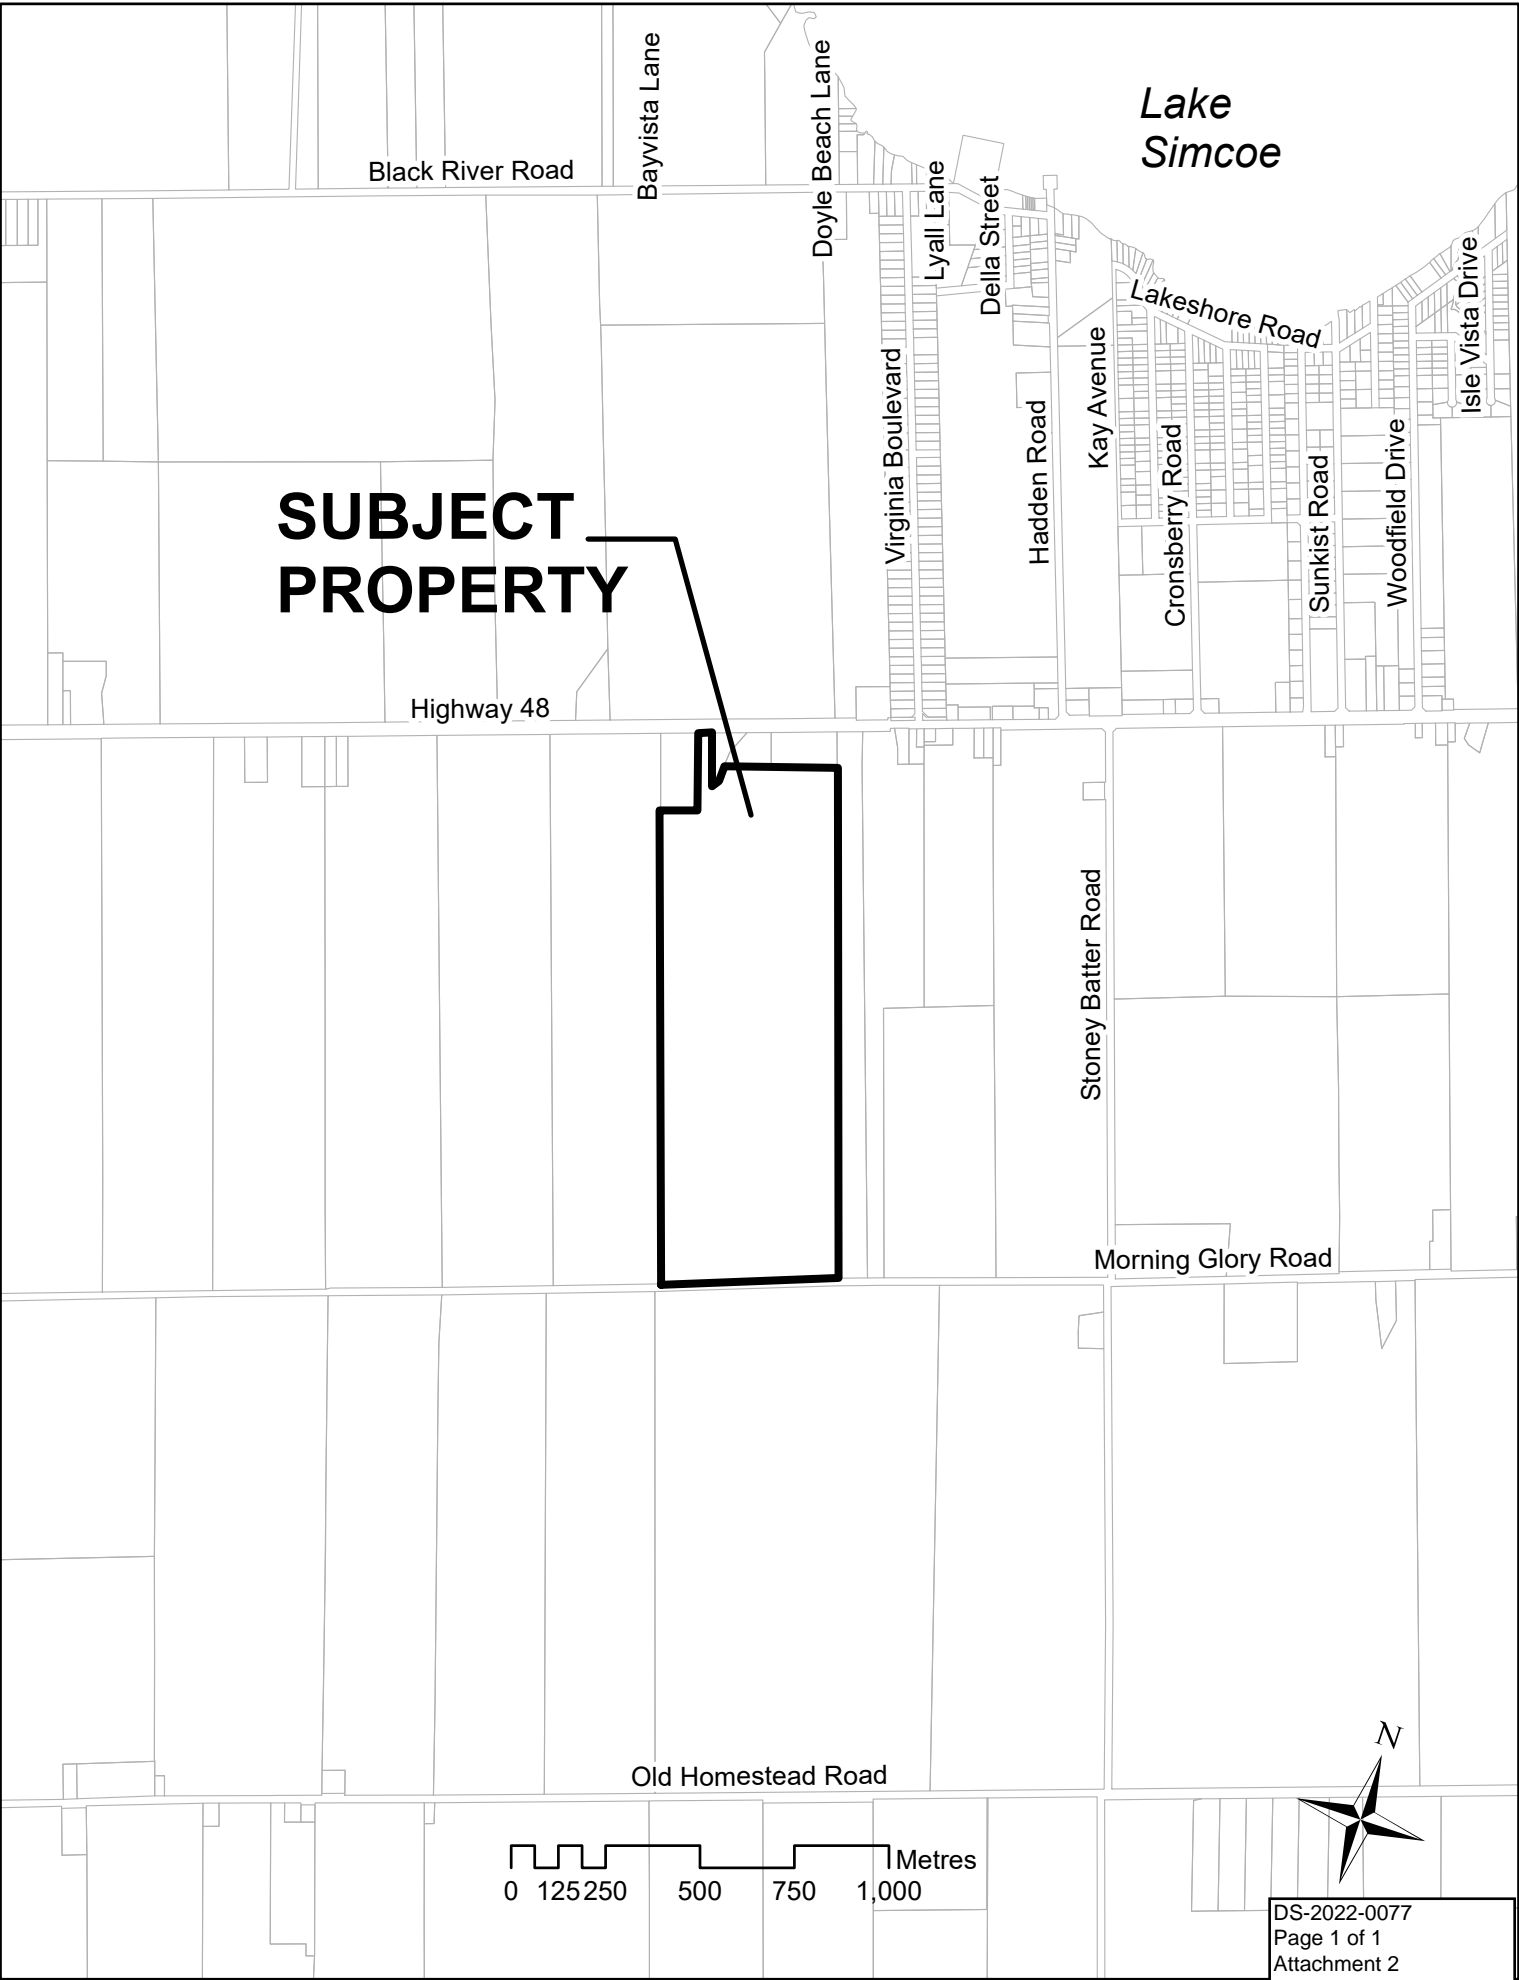 Lake
Simcoe
Bayvista Lane
Doyle Beach Lane
Black River Road
Lyall Lane
Della Street
Lakeshore Road
Isle Vista Drive
Virginia Boulevard
Hadden Road
Kay Avenue
Cronsberry Road
Sunkist Road
Woodfield Drive
SUBJECT
PROPERTY
Highway 48
Stoney Batter Road
Morning Glory Road
Old Homestead Road
N
Metres
0 125 250 500 750 1,000
DS-2022-0077
Page 1 of 1
Attachment 2